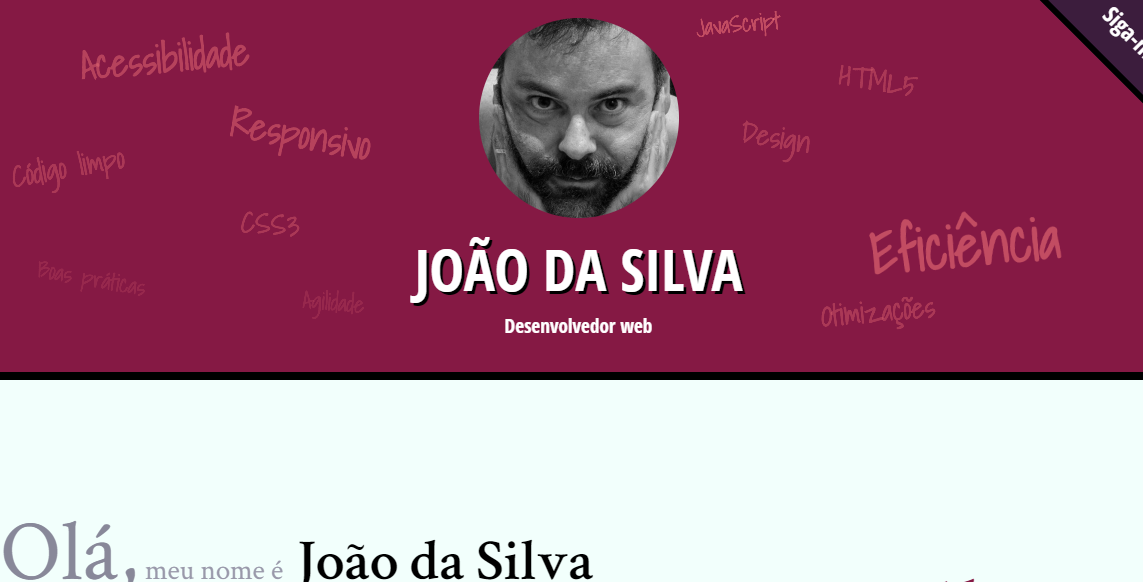 JavaScript
Siga-
Acessibilidade
HTML5
Responsivo
Design
Código limpo
CSS3
Eficiência
JOÃO DA SILVA
Boas práticas
Agilidade
Otimizações
Desenvolvedor web
Olá, meu nome é João da Silva